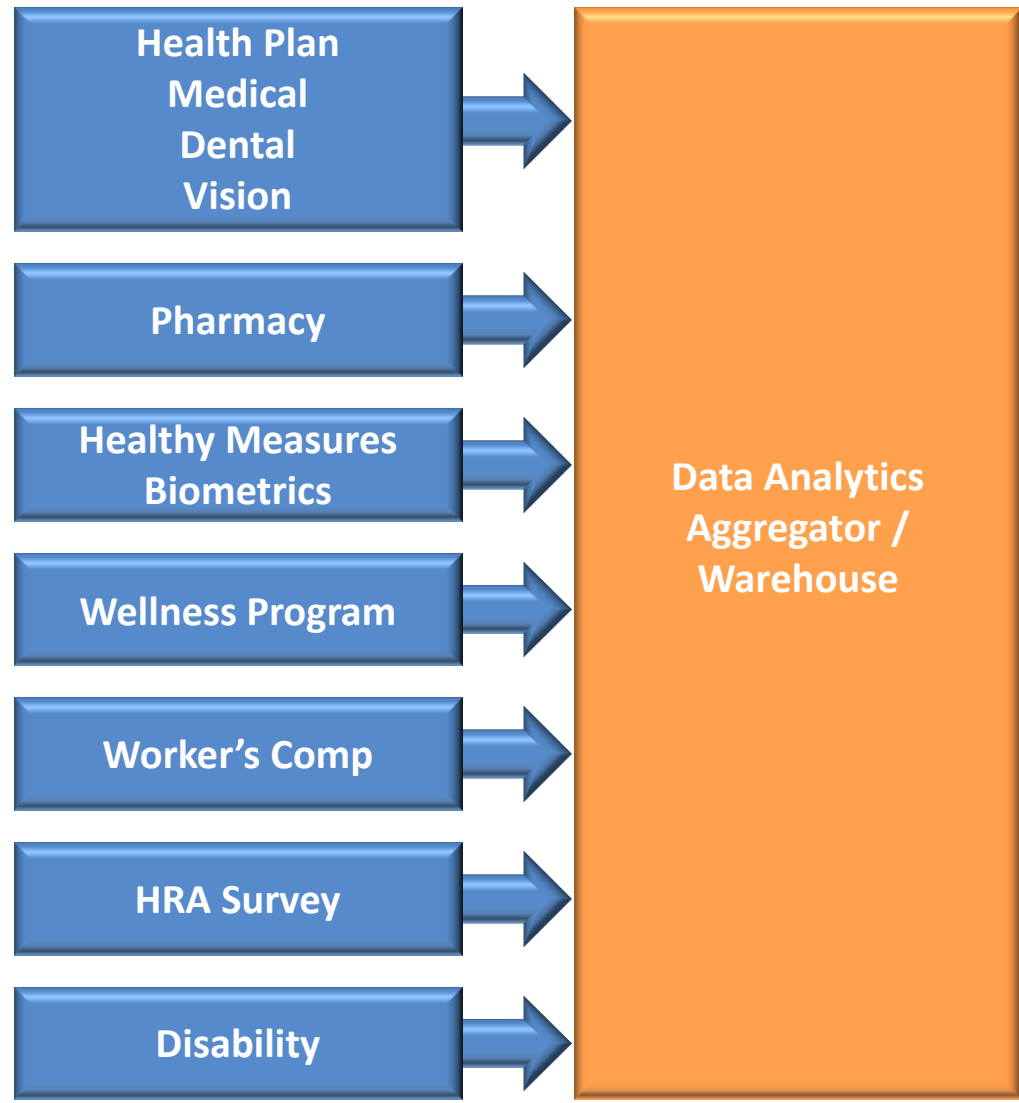 Health Plan
Medical
Dental
Vision
Pharmacy
Healthy Measures
Biometrics
Wellness Program
Worker’s Comp
HRA Survey
Disability
Data Analytics
Aggregator /
Warehouse